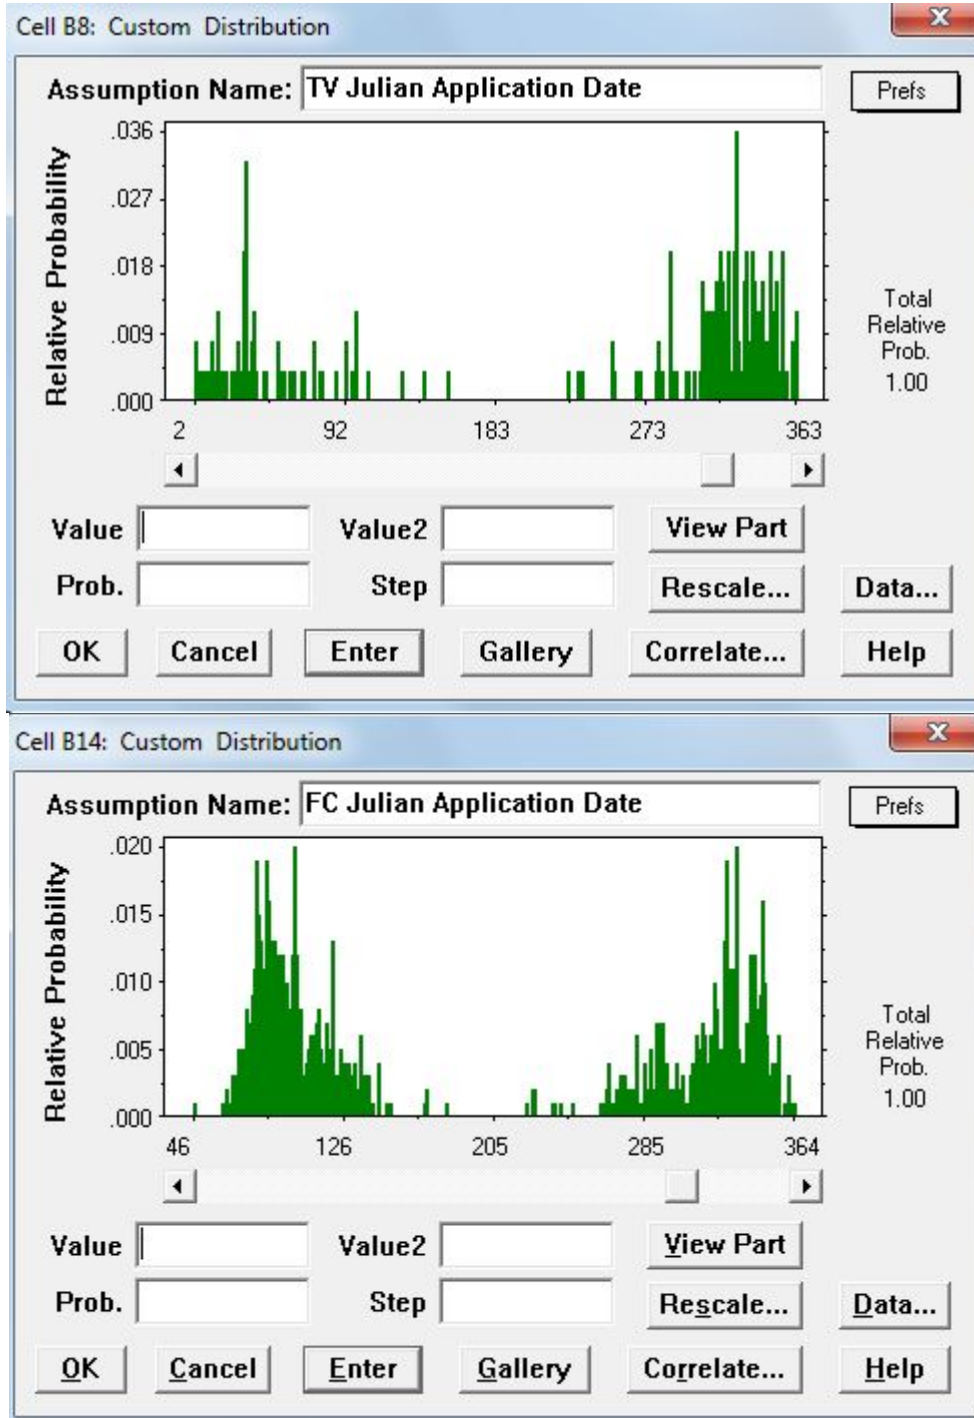 Cell B8: Custom Distribution
X
Assumption Name: TV Julian Application Date
Prefs
Relative Probability
.036
.027
.018
.009
.000
2 92 183 273 363
Total
Relative
Prob.
1.00
Value Value2 View Part
Prob. Step Rescale... Data...
OK Cancel Enter Gallery Correlate... Help
Cell B14: Custom Distribution
X
Assumption Name: FC Julian Application Date
Prefs
Relative Probability
.020
.015
.010
.005
.000
46 126 205 285 364
Total
Relative
Prob.
1.00
Value Value2 View Part
Prob. Step Rescale... Data...
OK Cancel Enter Gallery Correlate... Help